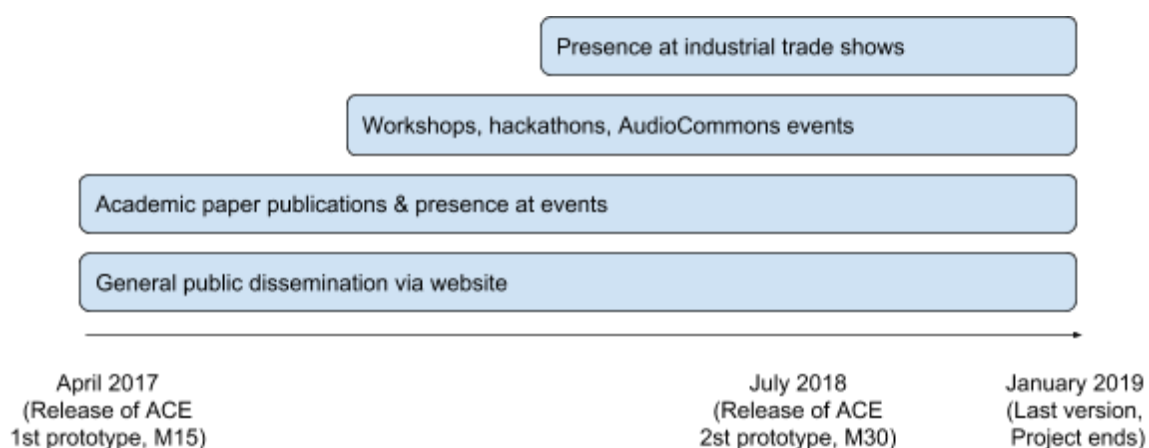 Presence at industrial trade shows
Workshops, hackathons, AudioCommons events
Academic paper publications & presence at events
General public dissemination via website
April 2017
(Release of ACE
1st prototype, M15)
July 2018
(Release of ACE
2st prototype, M30)
January 2019
(Last version,
Project ends)